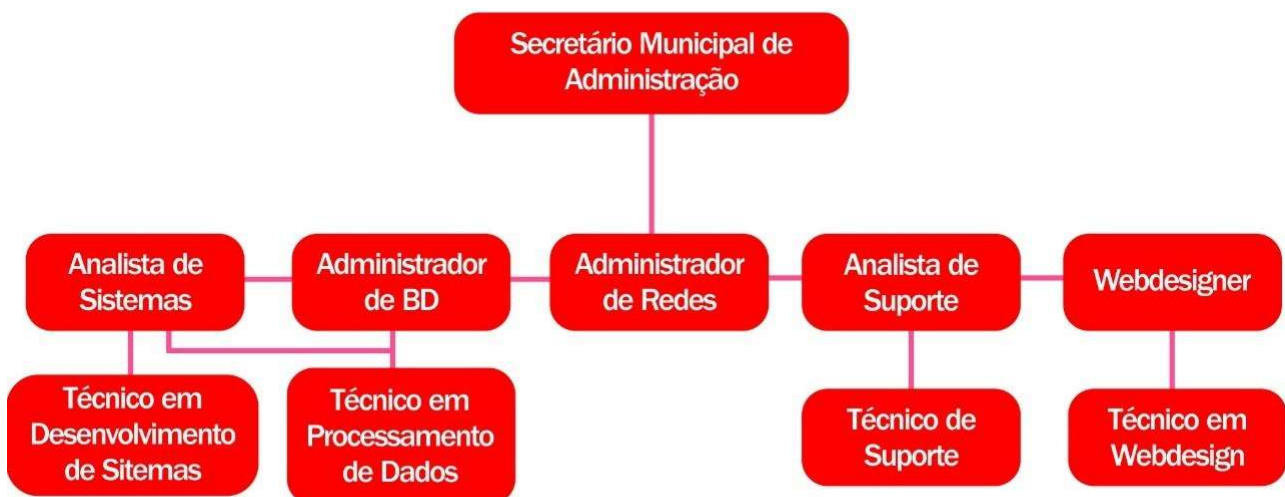 Secretário Municipal de
Administração
Analista de
Sistemas
Administrador
de BD
Administrador
de Redes
Analista de
Suporte
Webdesigner
Técnico em
Desenvolvimento
de Sitemas
Técnico em
Processamento
de Dados
Técnico de
Suporte
Técnico em
Webdesign